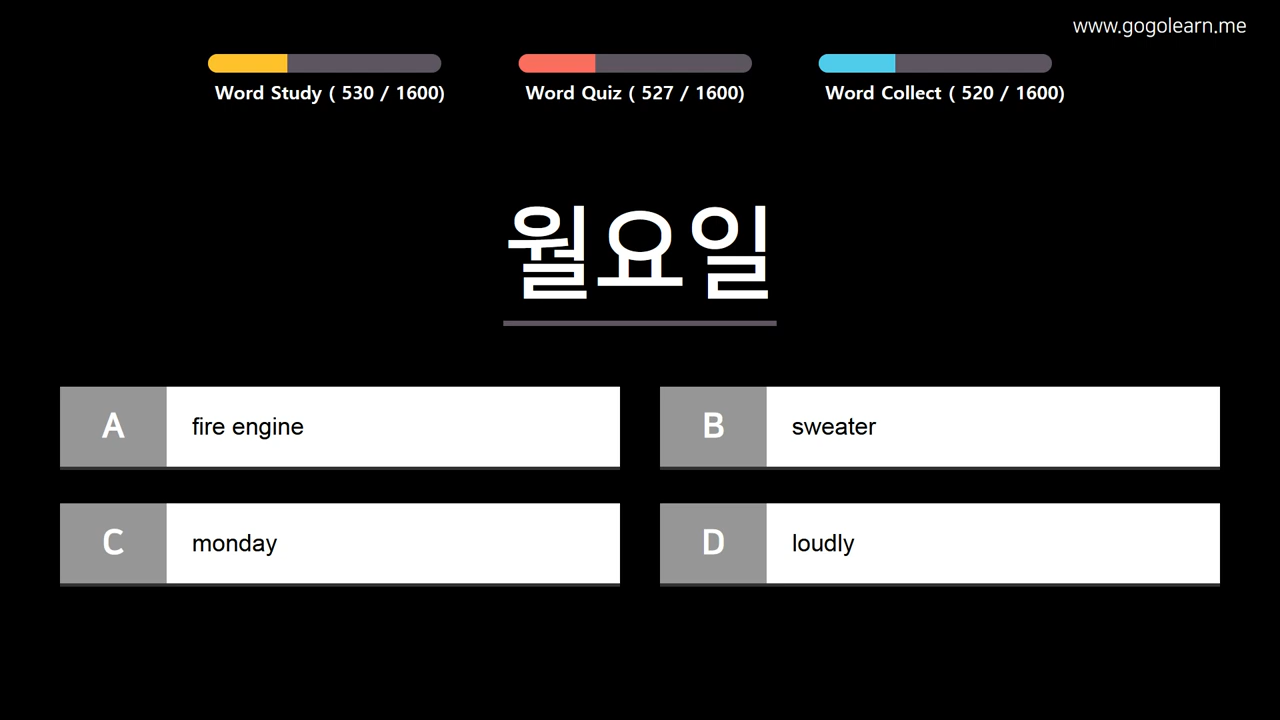 www.gogolearn.me
Word Study ( 530 / 1600)
Word Quiz ( 527 / 1600)
Word Collect ( 520 / 1600)
월요일
A fire engine
B sweater
C monday
D loudly